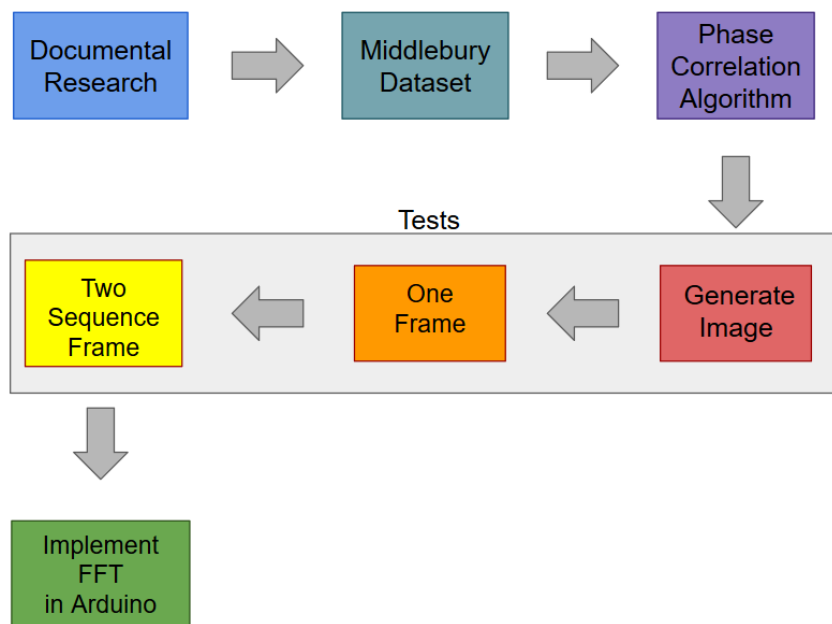 Documental
Research
Middlebury
Dataset
Phase
Correlation
Algorithm
Tests
Generate
Image
One
Frame
Two
Sequence
Frame
Implement
FFT
in Arduino